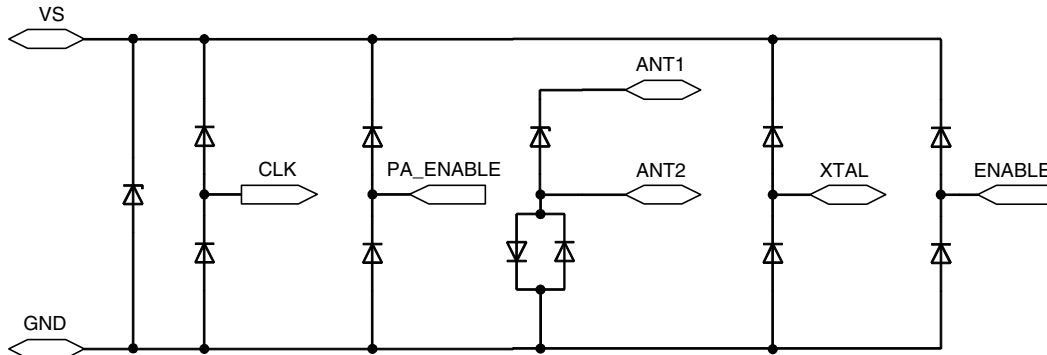 VS
ANT1
CLK
PA_ENABLE
ANT2
XTAL
ENABLE
GND